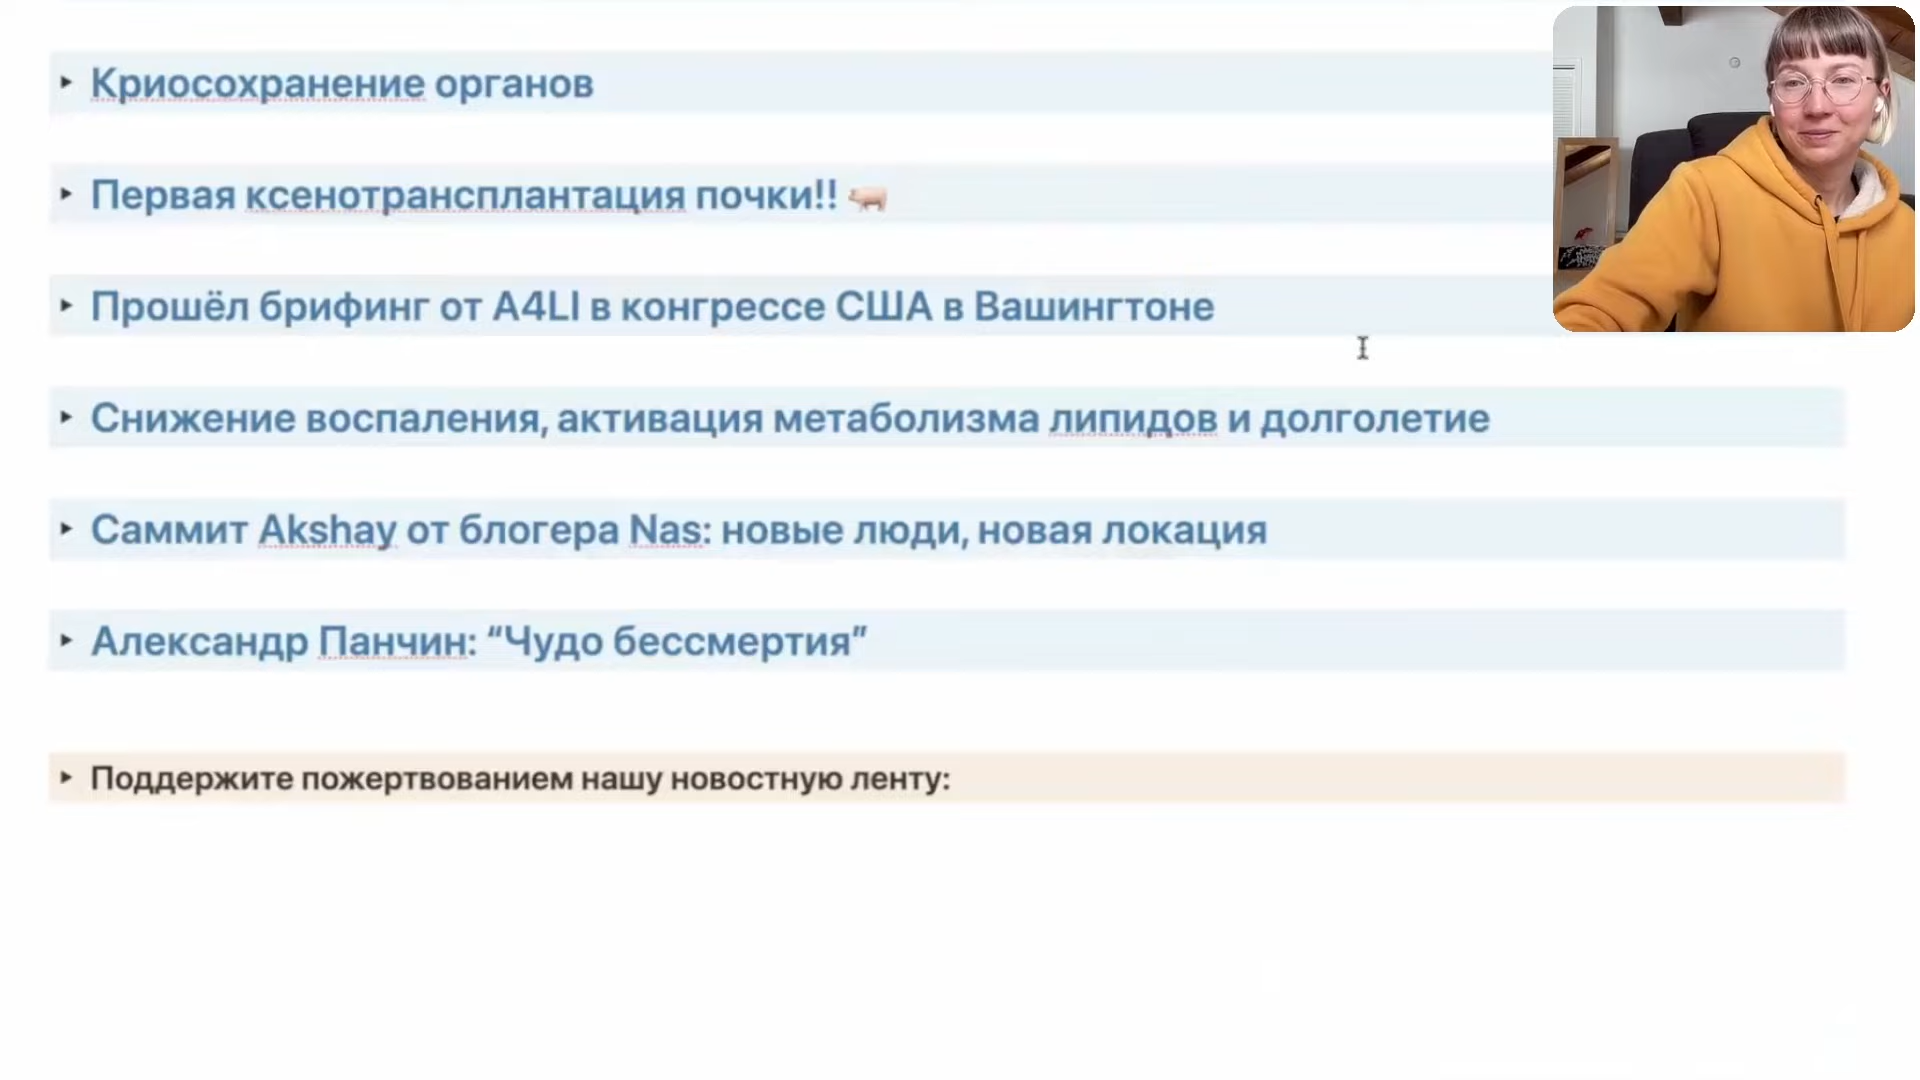 Криосохранение органов
Первая ксенотрансплантация почки!! 🐖
Прошёл брифинг от A4LI в конгрессе США в Вашингтоне
Снижение воспаления, активация метаболизма липидов и долголетие
Саммит Akshay от блогера Nas: новые люди, новая локация
Александр Панчин: “Чудо бессмертия”
Поддержите пожертвованием нашу новостную ленту: